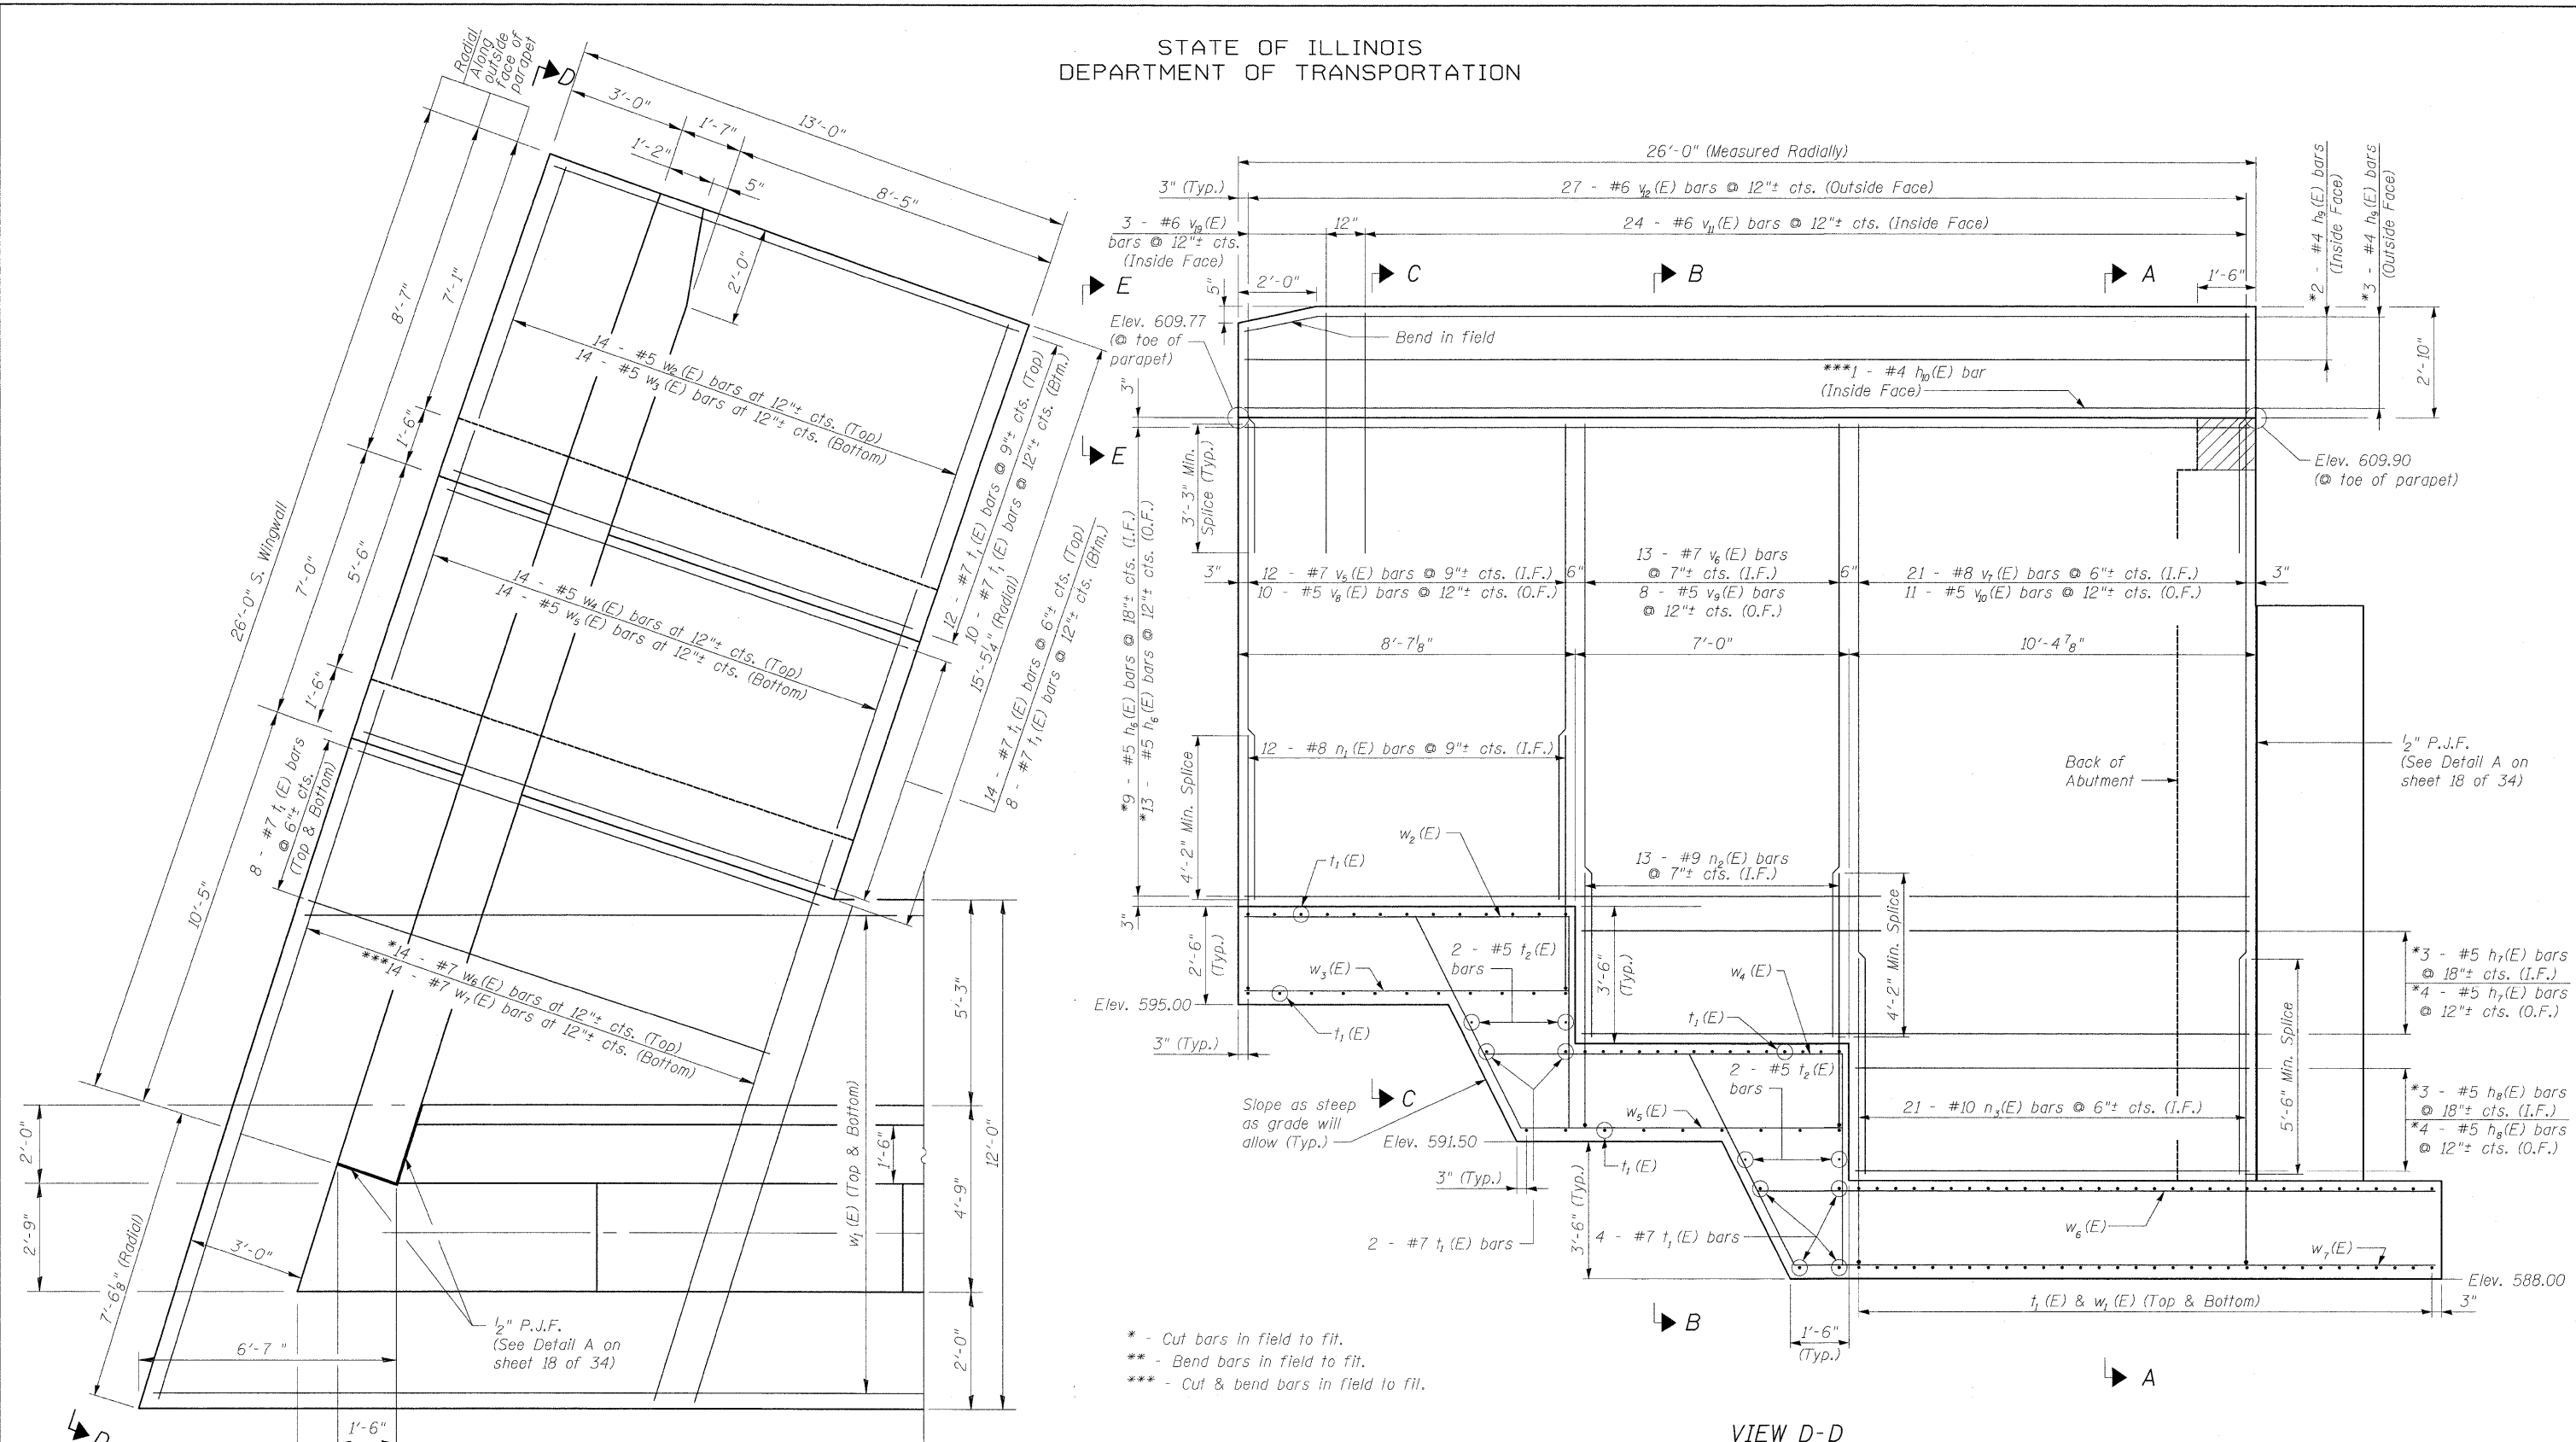 STATE OF ILLINOIS
DEPARTMENT OF TRANSPORTATION
Radial
Along
outside
face of
parapet
D
13'-0"
3'-0"
1'-7"
1'-2"
5"
8'-5"
2'-0"
8'-7"
7'-1"
1'-6"
26'-0" S. Wingwall
7'-0"
5'-6"
1'-6"
10'-5"
14 - #5 w2(E) bars at 12"± cts. (Top)
14 - #5 w3(E) bars at 12"± cts. (Bottom)
14 - #5 w4(E) bars at 12"± cts. (Top)
14 - #5 w5(E) bars at 12"± cts. (Bottom)
12 - #7 t1(E) bars @ 9"± cts. (Top)
10 - #7 t1(E) bars @ 12"± cts. (Btm.)
15'-5 1/4" (Radial)
14 - #7 t1(E) bars @ 6"± cts. (Top)
8 - #7 t1(E) bars @ 12"± cts. (Btm.)
8 - #7 t1(E) bars
@ 6"± cts.
(Top & Bottom)
*14 - #7 w6(E) bars at 12"± cts. (Top)
***14 - #7 w7(E) bars at 12"± cts. (Bottom)
w1(E) (Top & Bottom)
5'-3"
4'-9"
12'-0"
2'-0"
1'-6"
2'-0"
2'-9"
7'-6 1/8" (Radial)
3'-0"
6'-7 "
1'-6"
1/2" P.J.F.
(See Detail A on
sheet 18 of 34)
D
26'-0" (Measured Radially)
3" (Typ.)
27 - #6 v12(E) bars @ 12"± cts. (Outside Face)
3 - #6 v19(E)
bars @ 12"± cts.
(Inside Face)
12"
24 - #6 v11(E) bars @ 12"± cts. (Inside Face)
*2 - #4 h9(E) bars
(Inside Face)
*3 - #4 h9(E) bars
(Outside Face)
E
C
B
A
5"
2'-0"
1'-6"
Elev. 609.77
(@ toe of
parapet)
Bend in field
***1 - #4 h10(E) bar
(Inside Face)
2'-10"
3"
E
Elev. 609.90
(@ toe of parapet)
3'-3" Min.
Splice (Typ.)
*9 - #5 h6(E) bars @ 18"± cts. (I.F.)
*13 - #5 h6(E) bars @ 12"± cts. (O.F.)
3"
12 - #7 v5(E) bars @ 9"± cts. (I.F.)
10 - #5 v8(E) bars @ 12"± cts. (O.F.)
6"
13 - #7 v6(E) bars
@ 7"± cts. (I.F.)
8 - #5 v9(E) bars
@ 12"± cts. (O.F.)
6"
21 - #8 v7(E) bars @ 6"± cts. (I.F.)
11 - #5 v10(E) bars @ 12"± cts. (O.F.)
3"
8'-7 1/8"
7'-0"
10'-4 7/8"
12 - #8 n1(E) bars @ 9"± cts. (I.F.)
4'-2" Min. Splice
Back of
Abutment
1/2" P.J.F.
(See Detail A on
sheet 18 of 34)
w2(E)
t1(E)
13 - #9 n2(E) bars
@ 7"± cts. (I.F.)
4'-2" Min. Splice
3"
2'-6"
(Typ.)
w3(E)
2 - #5 t2(E)
bars
3'-6"
(Typ.)
w4(E)
t1(E)
Elev. 595.00
t1(E)
3" (Typ.)
2 - #5 t2(E)
bars
*3 - #5 h7(E) bars
@ 18"± cts. (I.F.)
*4 - #5 h7(E) bars
@ 12"± cts. (O.F.)
5'-6" Min. Splice
C
Slope as steep
as grade will
allow (Typ.)
w5(E)
Elev. 591.50
t1(E)
21 - #10 n3(E) bars @ 6"± cts. (I.F.)
*3 - #5 h8(E) bars
@ 18"± cts. (I.F.)
*4 - #5 h8(E) bars
@ 12"± cts. (O.F.)
3" (Typ.)
3'-6" (Typ.)
2 - #7 t1(E) bars
4 - #7 t1(E) bars
w6(E)
w7(E)
Elev. 588.00
t1(E) & w1(E) (Top & Bottom)
3"
B
1'-6"
(Typ.)
A
* - Cut bars in field to fit.
** - Bend bars in field to fit.
*** - Cut & bend bars in field to fit.
VIEW D-D